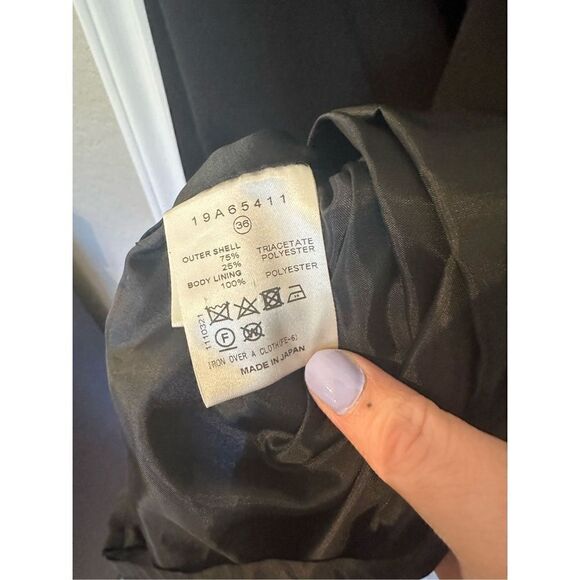 19A65411
36
OUTER SHELL
75% TRIACETATE
25% POLYESTER
BODY LINING
100% POLYESTER
1110321
F
W
IRON OVER A CLOTH(FE-6)
MADE IN JAPAN